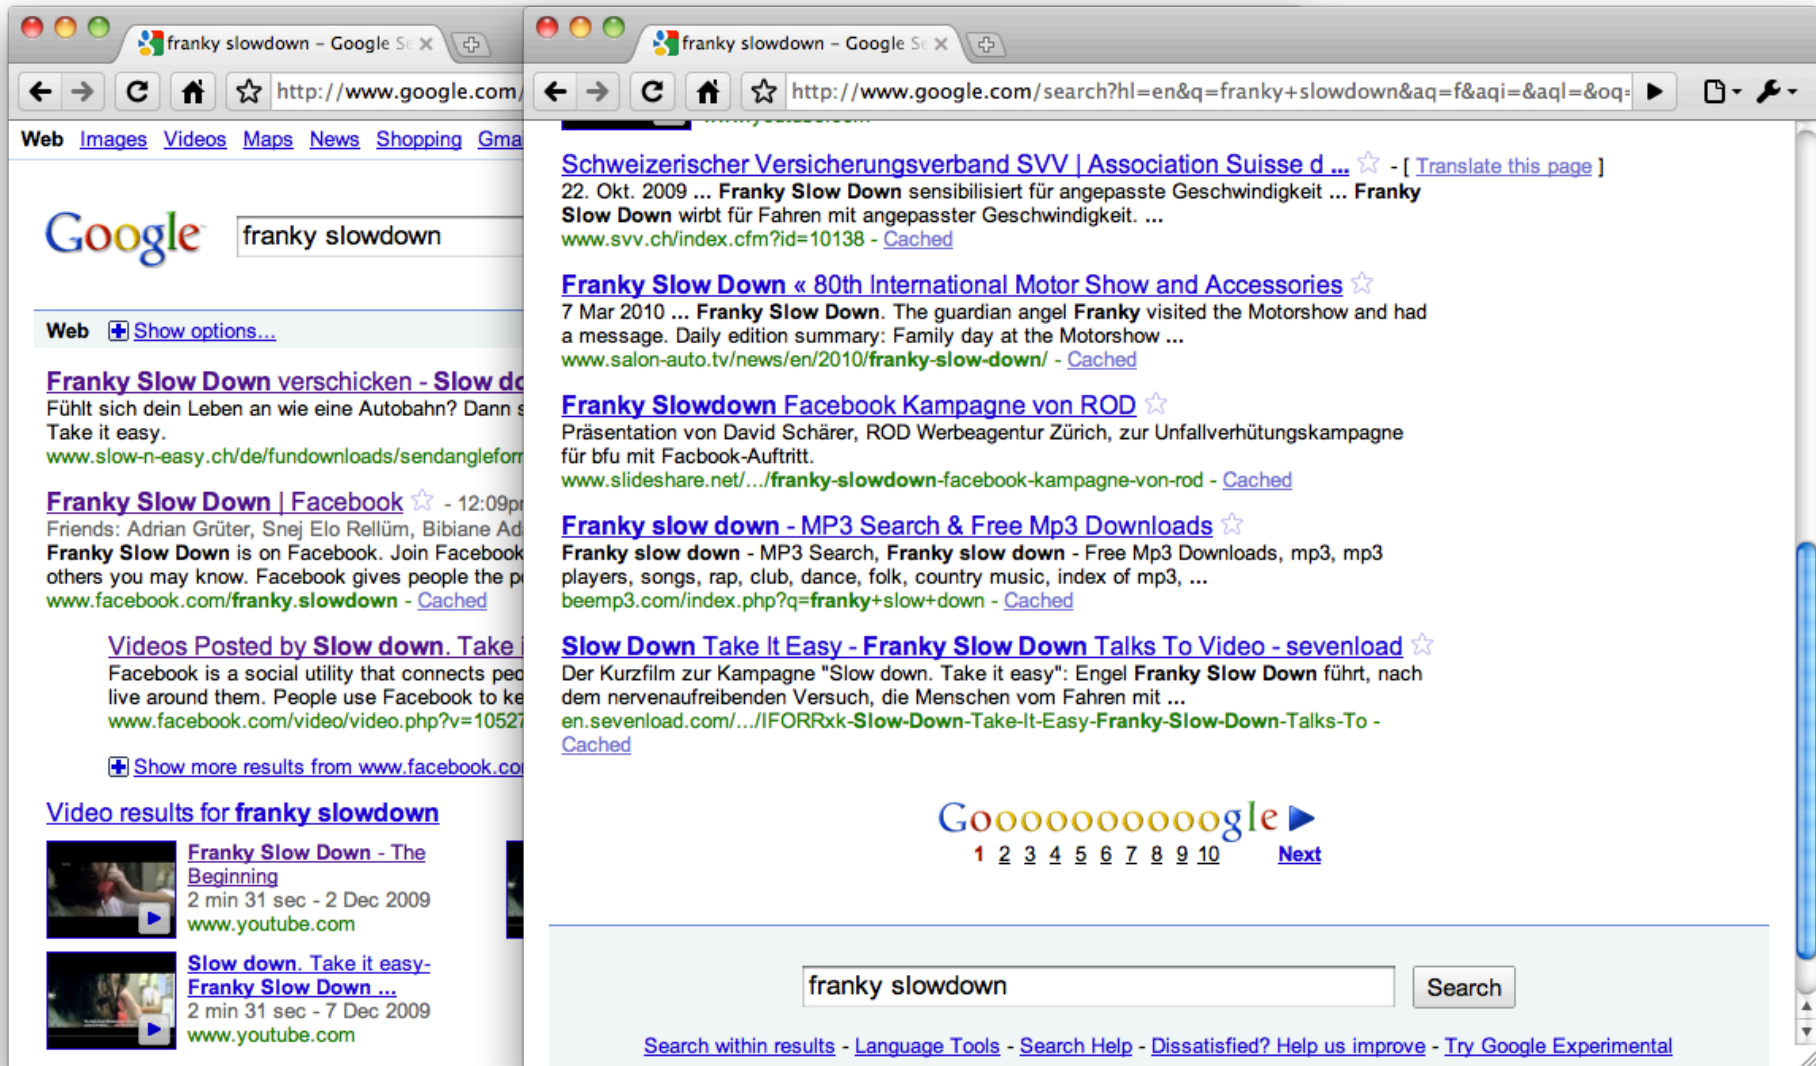 franky slowdown – Google Se
http://www.google.com/
Web Images Videos Maps News Shopping Gma
Google
franky slowdown
Web Show options...
Franky Slow Down verschicken - Slow do
Fühlt sich dein Leben an wie eine Autobahn? Dann s
Take it easy.
www.slow-n-easy.ch/de/fundownloads/sendangleforr
Franky Slow Down | Facebook - 12:09p
Friends: Adrian Grüter, Snej Elo Rellüm, Bibiane Ad
Franky Slow Down is on Facebook. Join Facebook
others you may know. Facebook gives people the p
www.facebook.com/franky.slowdown - Cached
Videos Posted by Slow down. Take i
Facebook is a social utility that connects peo
live around them. People use Facebook to ke
www.facebook.com/video/video.php?v=10527
Show more results from www.facebook.co
Video results for franky slowdown
Franky Slow Down - The
Beginning
2 min 31 sec - 2 Dec 2009
www.youtube.com
Slow down. Take it easy-
Franky Slow Down ...
2 min 31 sec - 7 Dec 2009
www.youtube.com
franky slowdown – Google Se
http://www.google.com/search?hl=en&q=franky+slowdown&aq=f&aqi=&aql=&oq=
Schweizerischer Versicherungsverband SVV | Association Suisse d ... - [ Translate this page ]
22. Okt. 2009 ... Franky Slow Down sensibilisiert für angepasste Geschwindigkeit ... Franky
Slow Down wirbt für Fahren mit angepasster Geschwindigkeit. ...
www.svv.ch/index.cfm?id=10138 - Cached
Franky Slow Down « 80th International Motor Show and Accessories
7 Mar 2010 ... Franky Slow Down. The guardian angel Franky visited the Motorshow and had
a message. Daily edition summary: Family day at the Motorshow ...
www.salon-auto.tv/news/en/2010/franky-slow-down/ - Cached
Franky Slowdown Facebook Kampagne von ROD
Präsentation von David Schärer, ROD Werbeagentur Zürich, zur Unfallverhütungskampagne
für bfu mit Facbook-Auftritt.
www.slideshare.net/.../franky-slowdown-facebook-kampagne-von-rod - Cached
Franky slow down - MP3 Search & Free Mp3 Downloads
Franky slow down - MP3 Search, Franky slow down - Free Mp3 Downloads, mp3, mp3
players, songs, rap, club, dance, folk, country music, index of mp3, ...
beemp3.com/index.php?q=franky+slow+down - Cached
Slow Down Take It Easy - Franky Slow Down Talks To Video - sevenload
Der Kurzfilm zur Kampagne "Slow down. Take it easy": Engel Franky Slow Down führt, nach
dem nervenaufreibenden Versuch, die Menschen vom Fahren mit ...
en.sevenload.com/.../IFORRxk-Slow-Down-Take-It-Easy-Franky-Slow-Down-Talks-To -
Cached
Goooooooooogle
1 2 3 4 5 6 7 8 9 10 Next
franky slowdown Search
Search within results - Language Tools - Search Help - Dissatisfied? Help us improve - Try Google Experimental